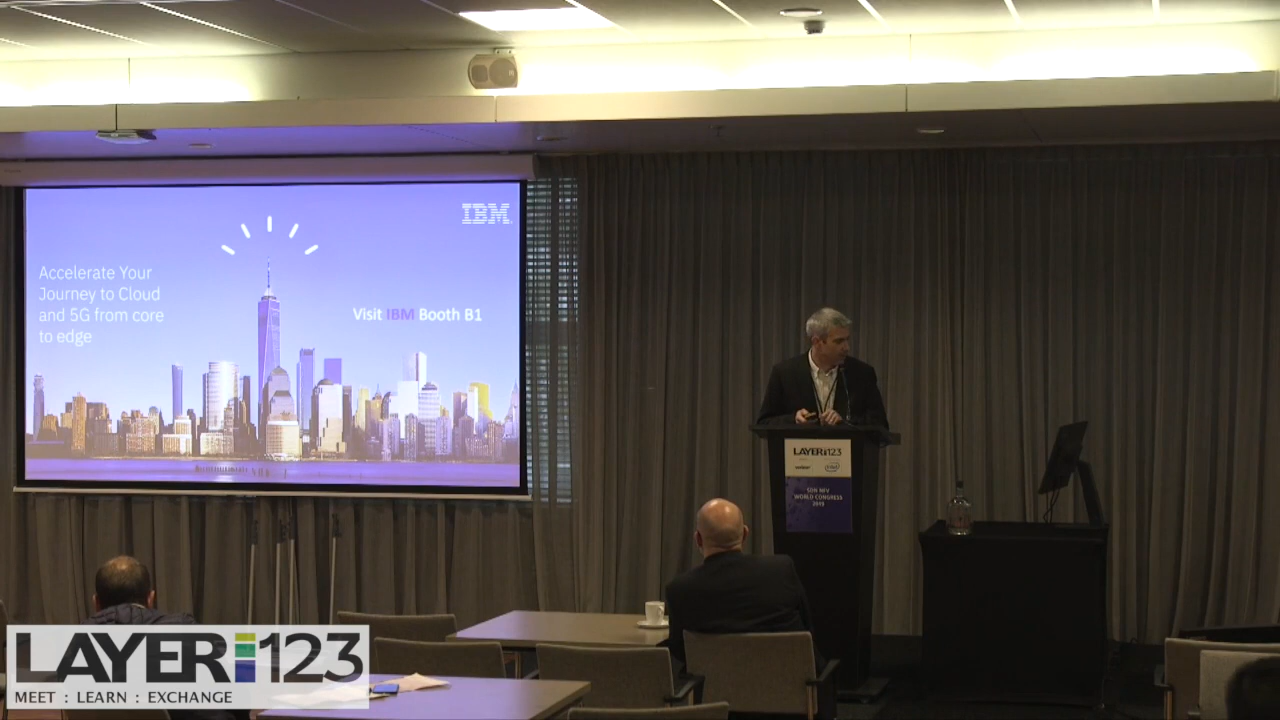 IBM
Accelerate Your
Journey to Cloud
and 5G from core
to edge
Visit IBM Booth B1
LAYER123
intel
SDN NFV
WORLD CONGRESS
2019
LAYER123
MEET : LEARN : EXCHANGE